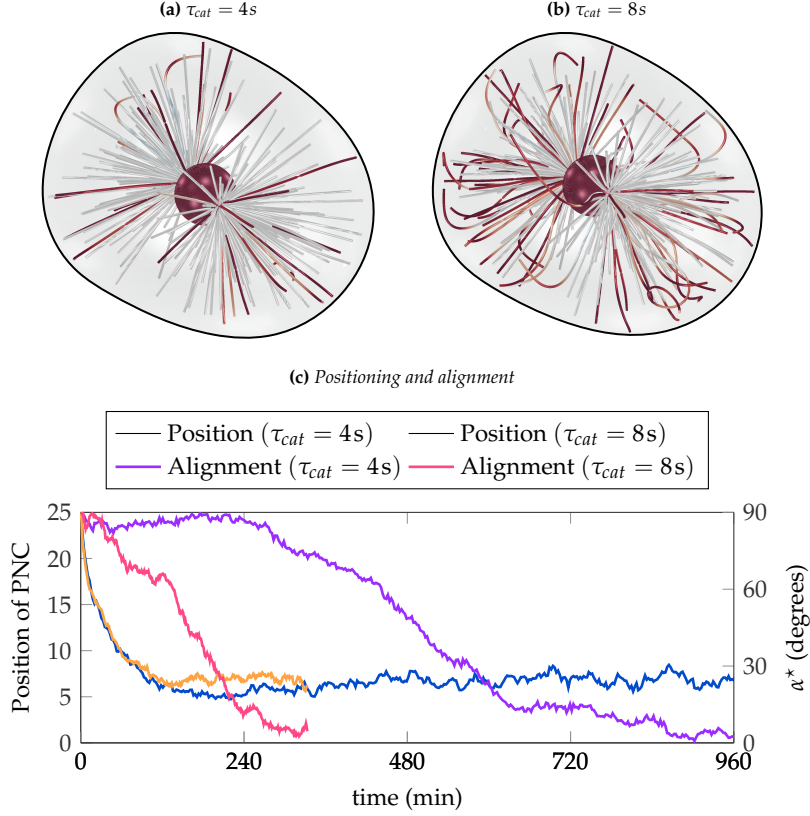 (a) τcat = 4s
(b) τcat = 8s
(c) Positioning and alignment
Position (τcat = 4s) Position (τcat = 8s)
Alignment (τcat = 4s) Alignment (τcat = 8s)
25
20
15
10
5
0
Position of PNC
90
60
30
0
α* (degrees)
0 240 480 720 960
time (min)